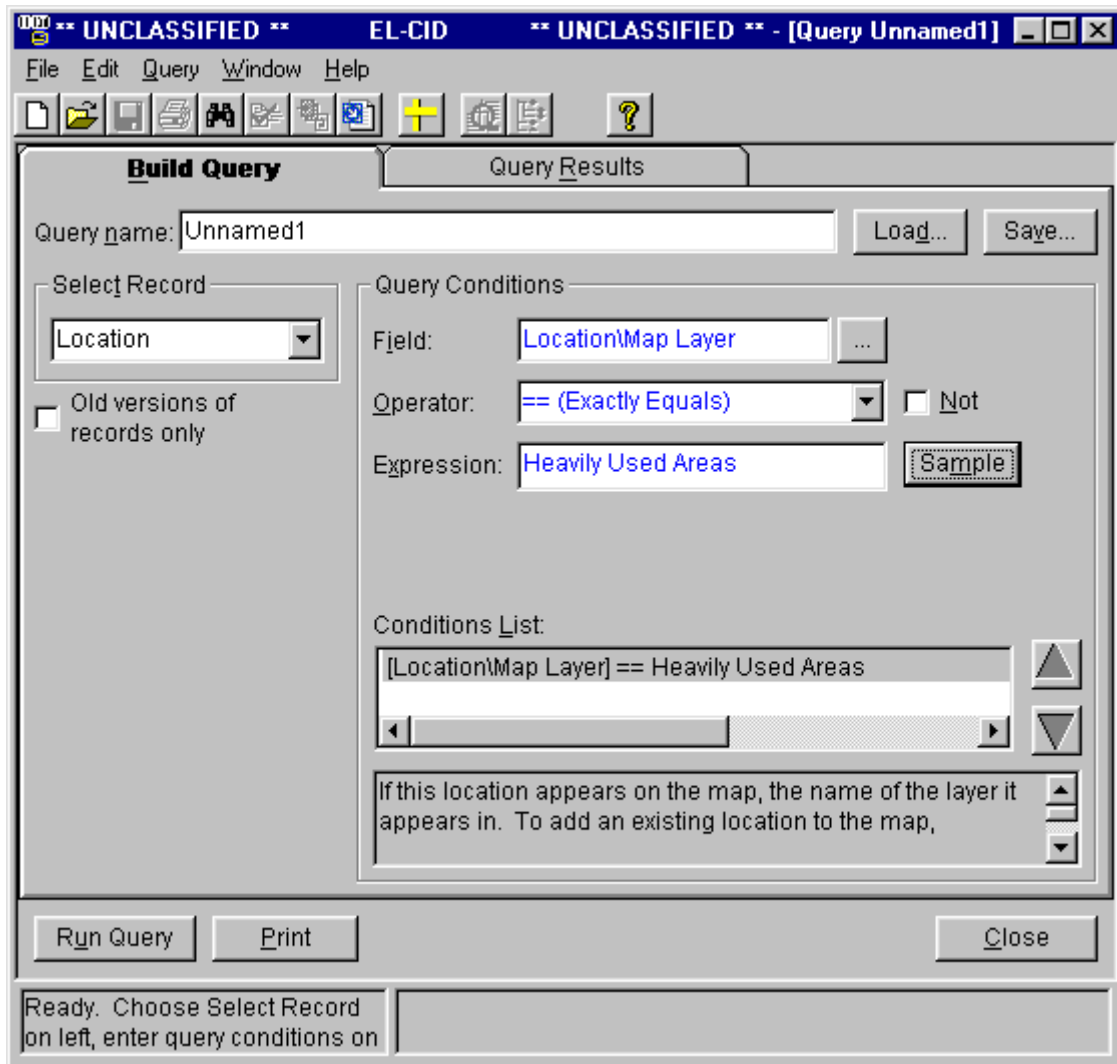 ** UNCLASSIFIED ** EL-CID ** UNCLASSIFIED ** - [Query Unnamed1]
File Edit Query Window Help
Build Query
Query Results
Query name: Unnamed1 Load... Save...
Select Record
Location
Old versions of
records only
Query Conditions
Field: Location\Map Layer ...
Operator: == (Exactly Equals) Not
Expression: Heavily Used Areas Sample
Conditions List:
[Location\Map Layer] == Heavily Used Areas
If this location appears on the map, the name of the layer it
appears in. To add an existing location to the map,
Run Query Print Close
Ready. Choose Select Record
on left, enter query conditions on